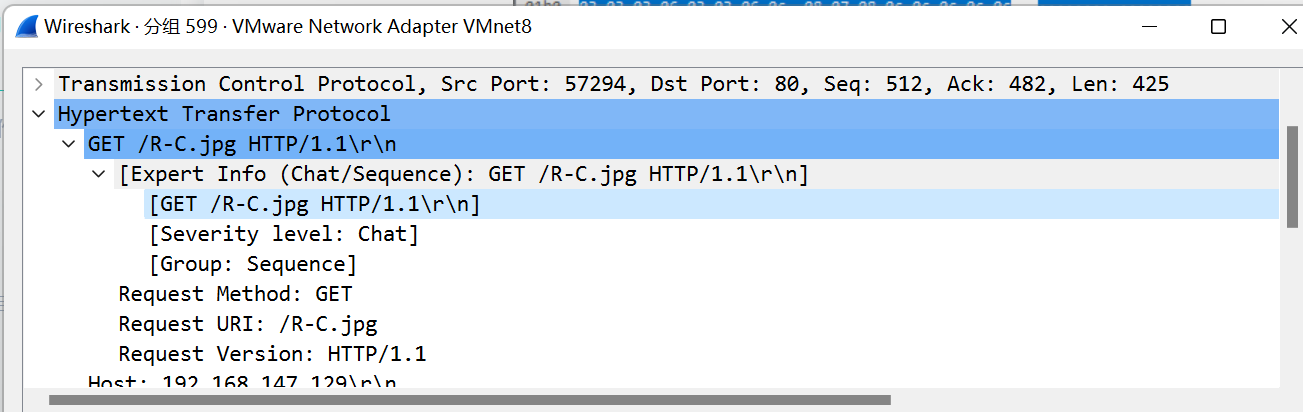 Wireshark · 分组 599 · VMware Network Adapter VMnet8
Transmission Control Protocol, Src Port: 57294, Dst Port: 80, Seq: 512, Ack: 482, Len: 425
Hypertext Transfer Protocol
GET /R-C.jpg HTTP/1.1\r\n
[Expert Info (Chat/Sequence): GET /R-C.jpg HTTP/1.1\r\n]
[GET /R-C.jpg HTTP/1.1\r\n]
[Severity level: Chat]
[Group: Sequence]
Request Method: GET
Request URI: /R-C.jpg
Request Version: HTTP/1.1
Host: 192.168.147.129\r\n